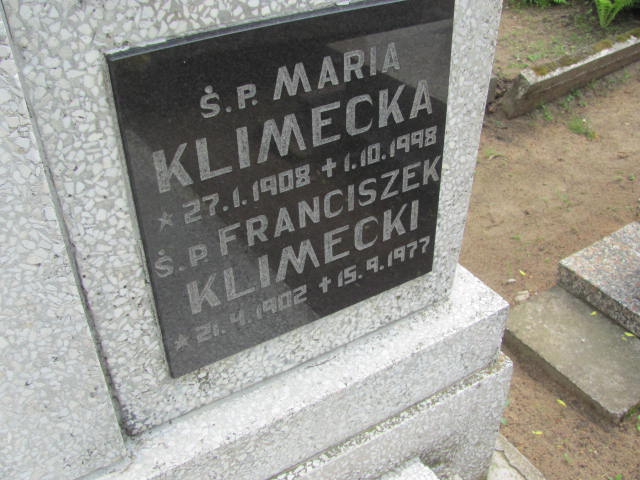 Ś.P. MARIA
KLIMECKA
* 27.1.1908 + 1.10.1998
Ś.P. FRANCISZEK
KLIMECKI
* 21.4.1902 + 15.9.1977